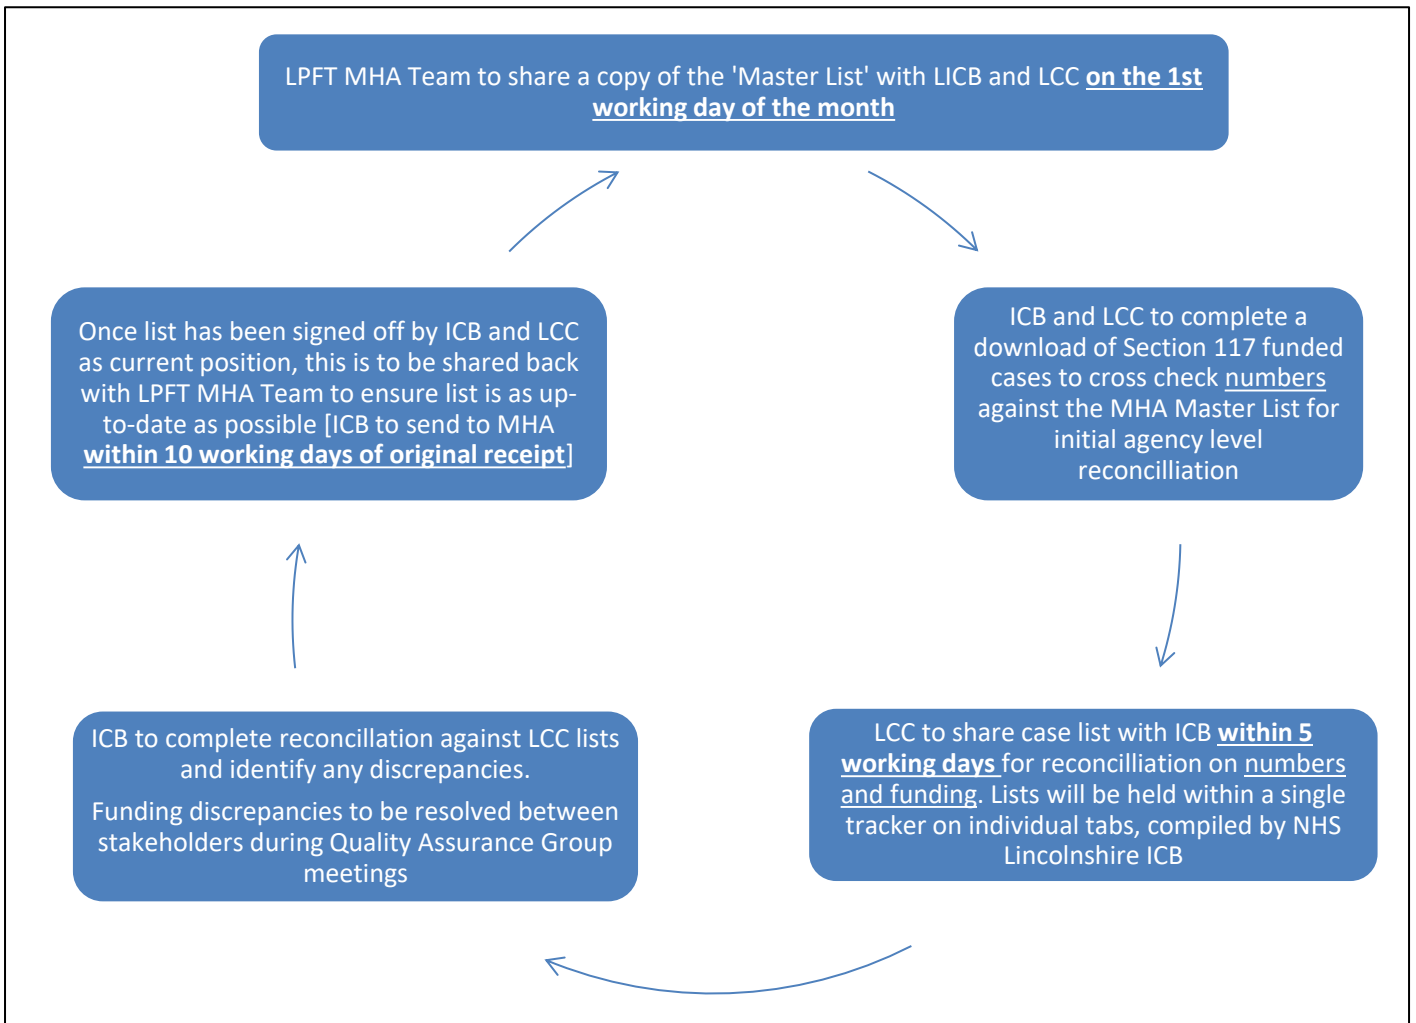 LPFT MHA Team to share a copy of the 'Master List' with LICB and LCC on the 1st
working day of the month
ICB and LCC to complete a
download of Section 117 funded
cases to cross check numbers
against the MHA Master List for
initial agency level
reconcilliation
LCC to share case list with ICB within 5
working days for reconcilliation on numbers
and funding. Lists will be held within a single
tracker on individual tabs, compiled by NHS
Lincolnshire ICB
ICB to complete reconcillation against LCC lists
and identify any discrepancies.
Funding discrepancies to be resolved between
stakeholders during Quality Assurance Group
meetings
Once list has been signed off by ICB and LCC
as current position, this is to be shared back
with LPFT MHA Team to ensure list is as up-
to-date as possible [ICB to send to MHA
within 10 working days of original receipt]